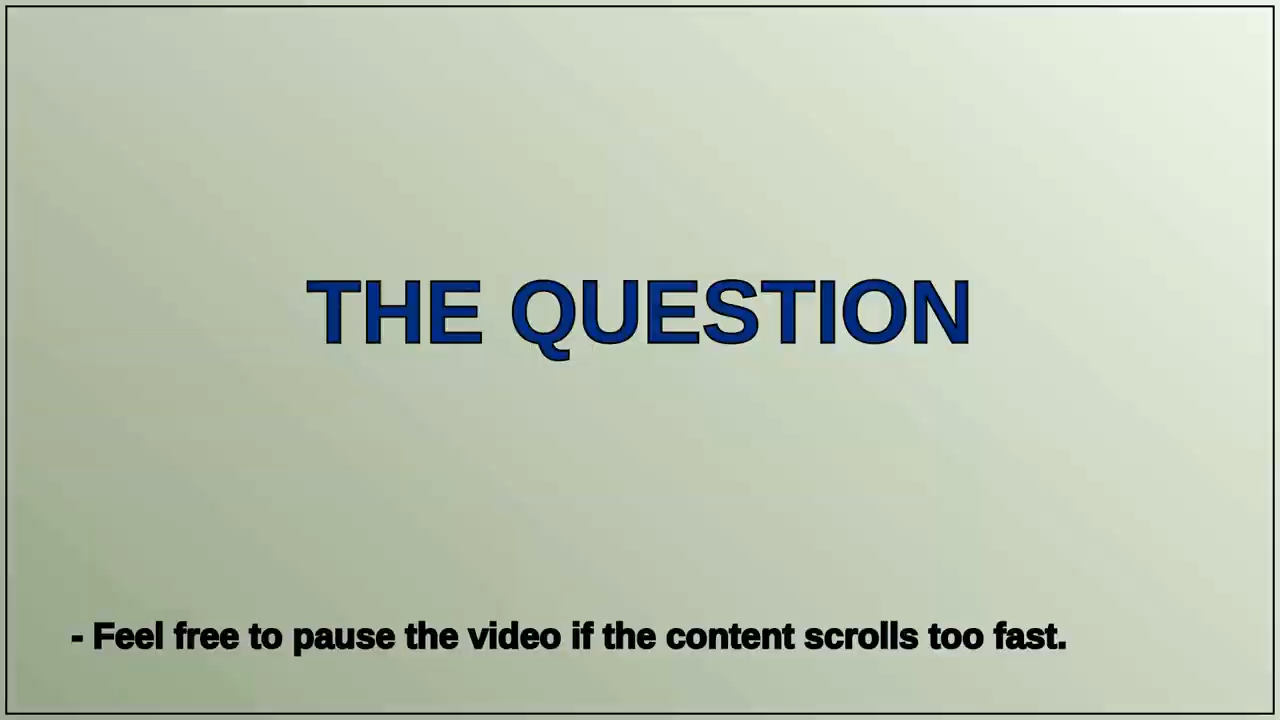 THE QUESTION
- Feel free to pause the video if the content scrolls too fast.